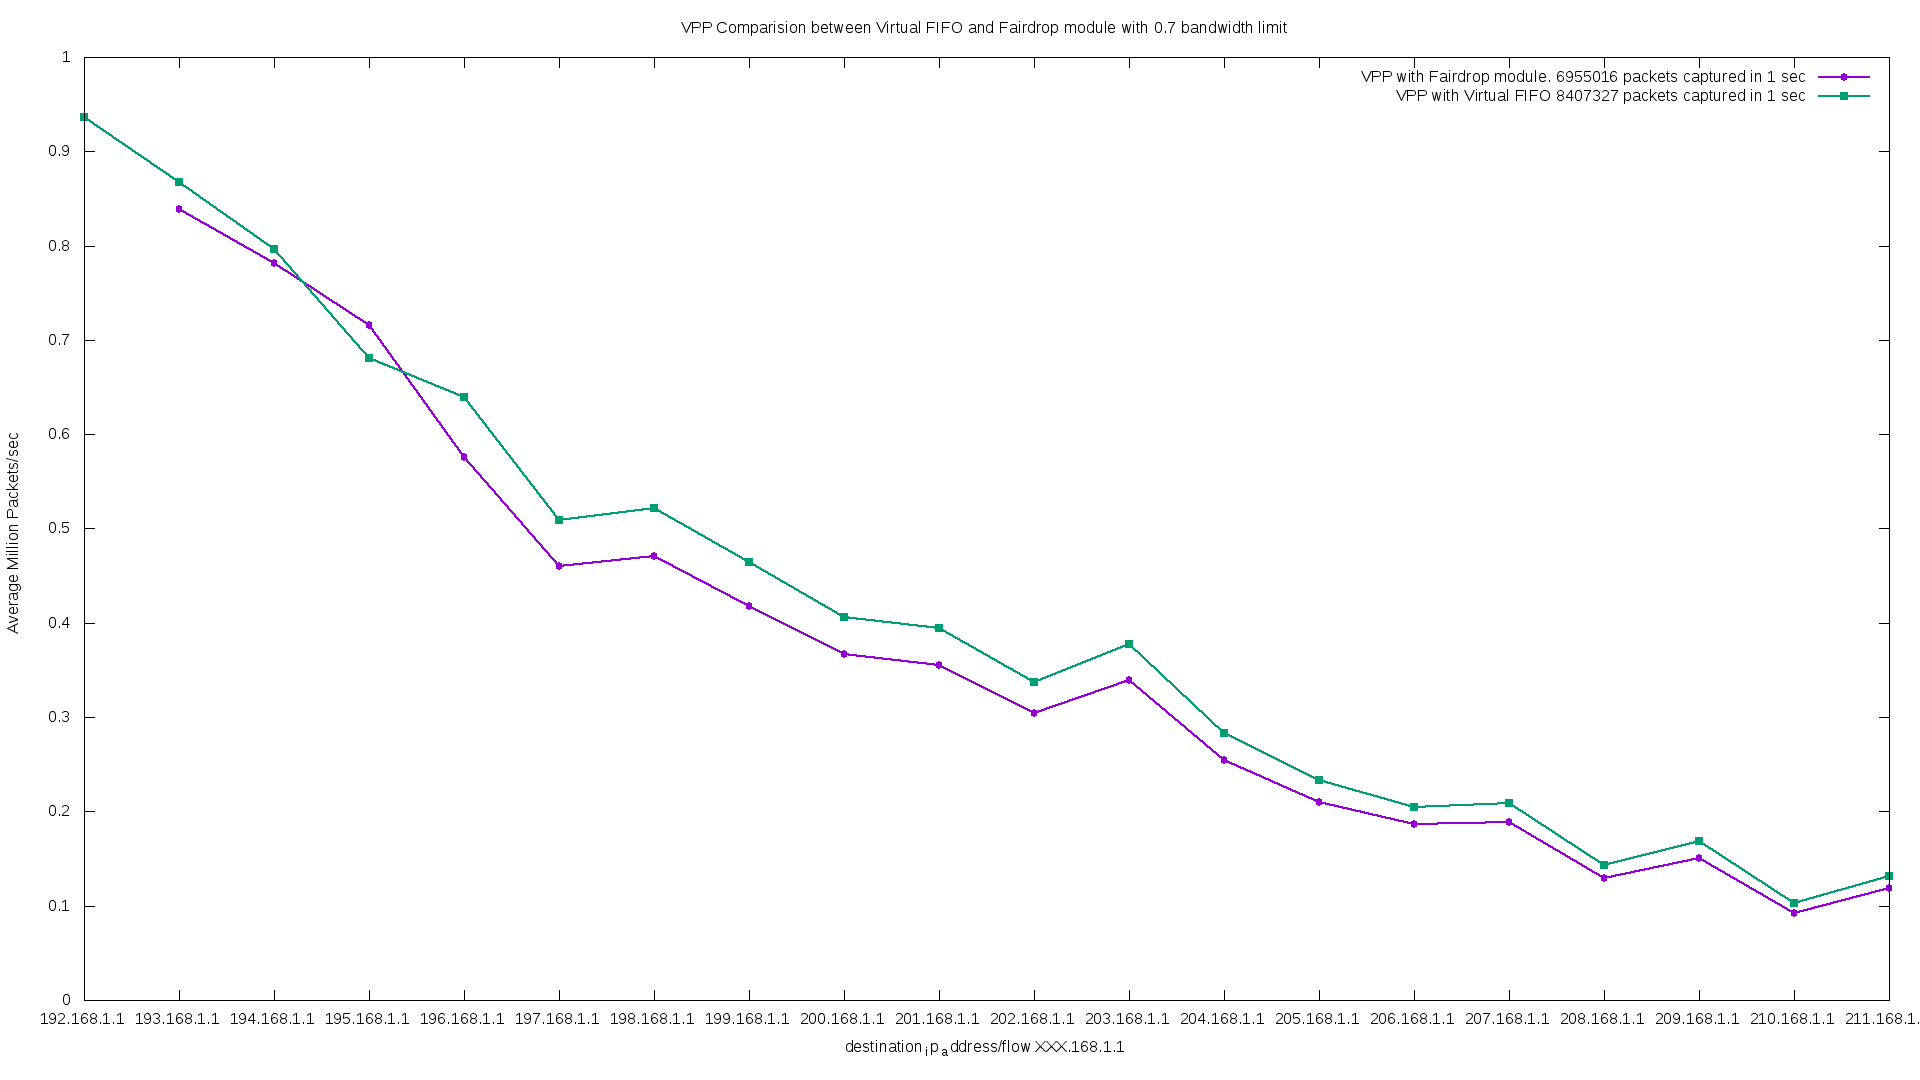 VPP Comparision between Virtual FIFO and Fairdrop module with 0.7 bandwidth limit
VPP with Fairdrop module. 6955016 packets captured in 1 sec
VPP with Virtual FIFO 8407327 packets captured in 1 sec
1
0.9
0.8
0.7
0.6
0.5
0.4
0.3
0.2
0.1
0
Average Million Packets/sec
192.168.1.1 193.168.1.1 194.168.1.1 195.168.1.1 196.168.1.1 197.168.1.1 198.168.1.1 199.168.1.1 200.168.1.1 201.168.1.1 202.168.1.1 203.168.1.1 204.168.1.1 205.168.1.1 206.168.1.1 207.168.1.1 208.168.1.1 209.168.1.1 210.168.1.1 211.168.1.
destination ip address/flow XXX.168.1.1